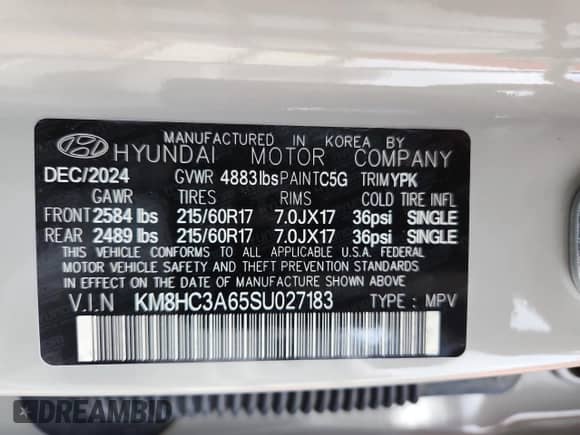 MANUFACTURED IN KOREA BY
HYUNDAI MOTOR COMPANY
DEC/2024 GVWR 4883 lbs PAINT C5G TRIM YPK
GAWR TIRES RIMS COLD TIRE INFL
FRONT 2584 lbs 215/60R17 7.0JX17 36psi SINGLE
REAR 2489 lbs 215/60R17 7.0JX17 36psi SINGLE
THIS VEHICLE CONFORMS TO ALL APPLICABLE U.S.A. FEDERAL
MOTOR VEHICLE SAFETY AND THEFT PREVENTION STANDARDS
IN EFFECT ON THE DATE OF MANUFACTURE SHOWN ABOVE
V.I.N KM8HC3A65SU027183 TYPE : MPV
DREAMBID